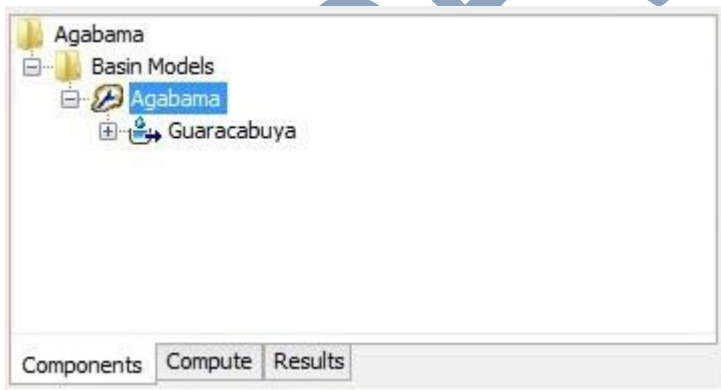 Agabama
Basin Models
Agabama
Guaracabuya
Components Compute Results